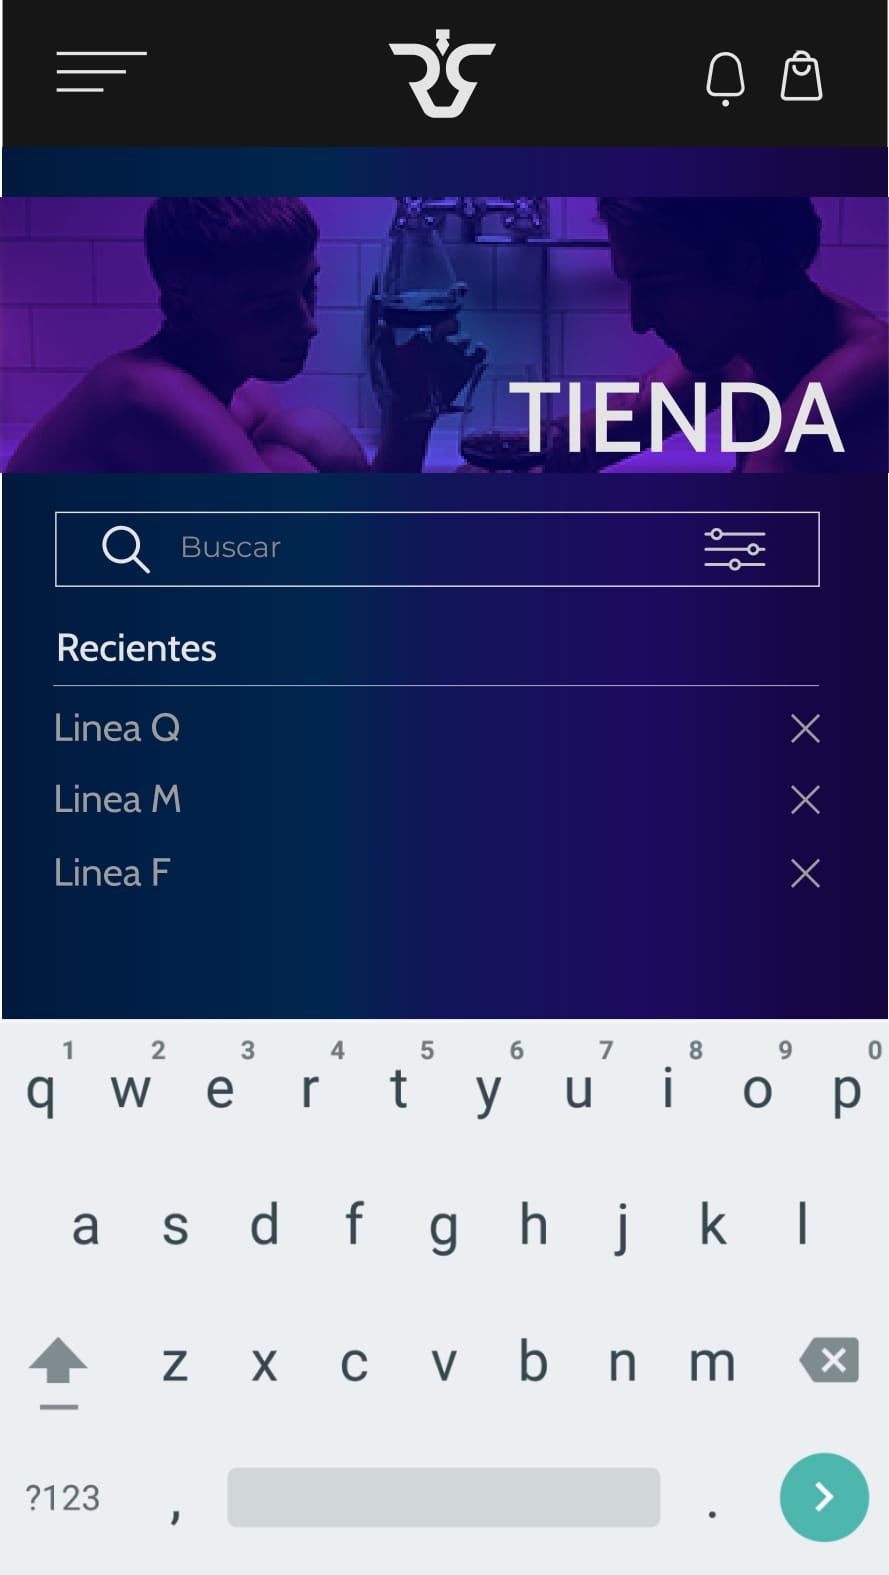 TIENDA
Buscar
Recientes
Linea Q
Linea M
Linea F
1 2 3 4 5 6 7 8 9 0
q w e r t y u i o p
a s d f g h j k l
z x c v b n m
?123 , .